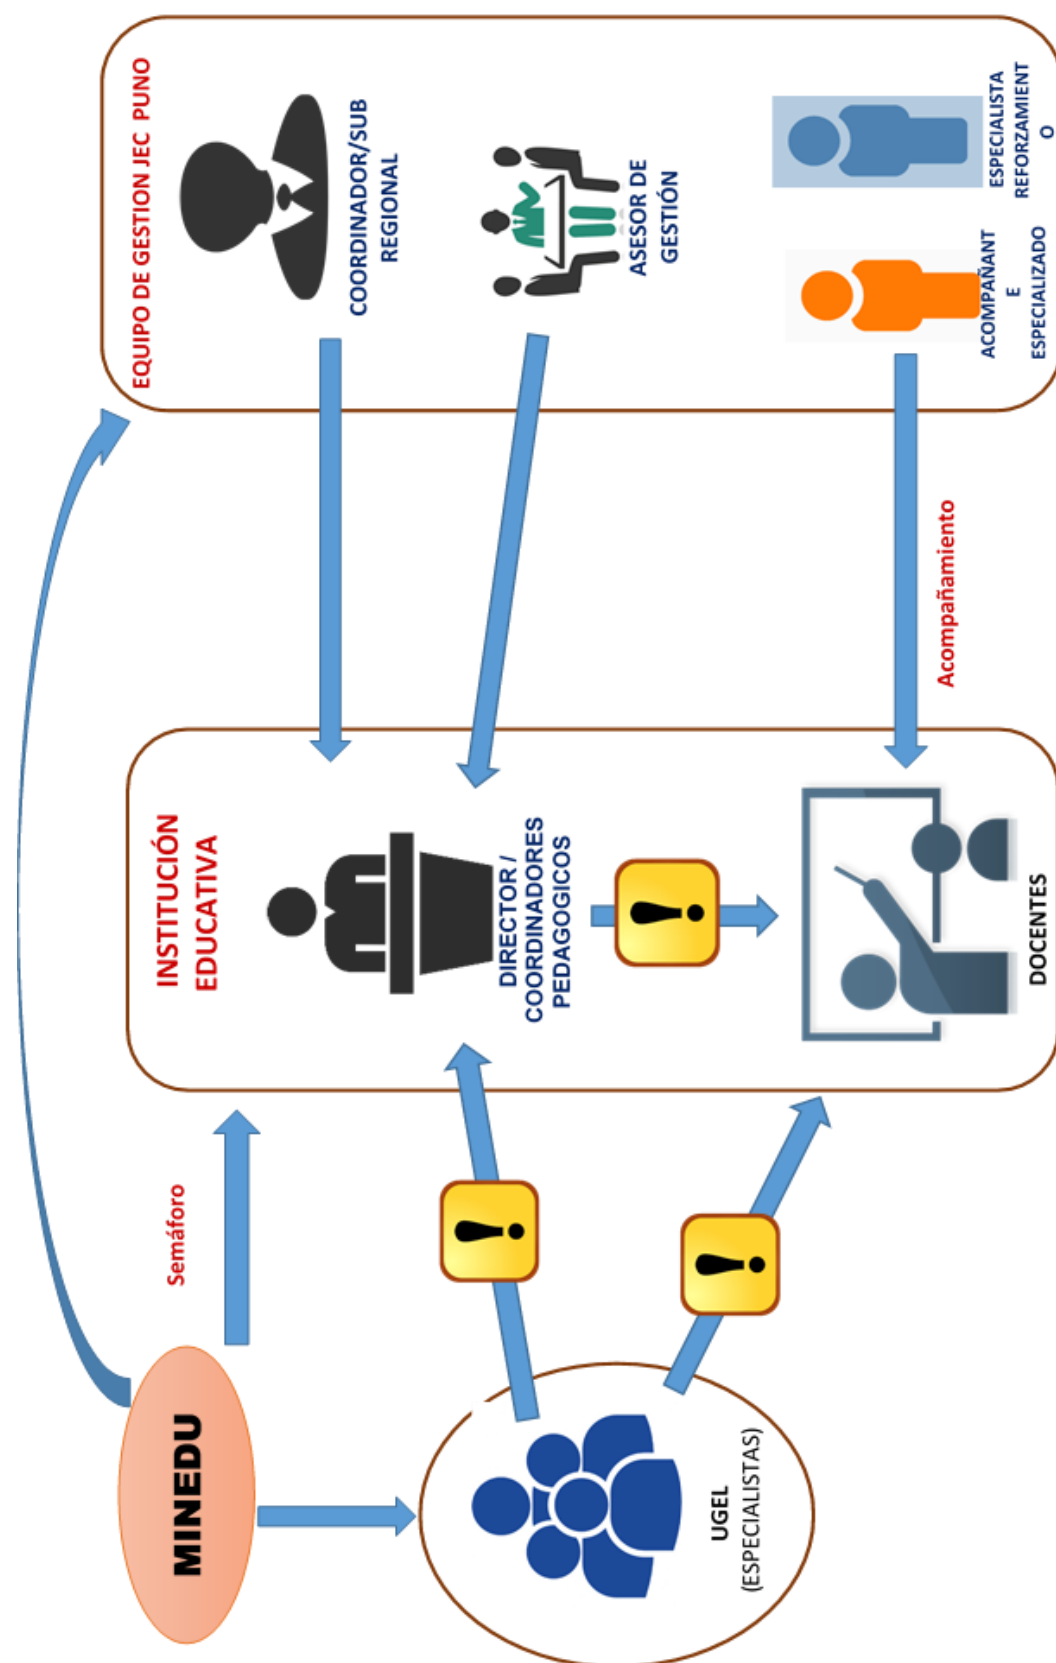 MINEDU
Semáforo
UGEL
(ESPECIALISTAS)
INSTITUCIÓN
EDUCATIVA
DIRECTOR /
COORDINADORES
PEDAGOGICOS
DOCENTES
Acompañamiento
EQUIPO DE GESTION JEC PUNO
COORDINADOR/SUB
REGIONAL
ASESOR DE
GESTIÓN
ACOMPAÑANT
E
ESPECIALIZADO
ESPECIALISTA
REFORZAMIENT
O